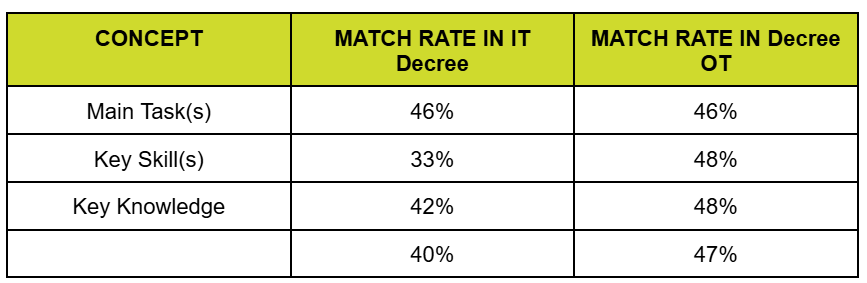 CONCEPT
MATCH RATE IN IT
Decree
MATCH RATE IN Decree
OT
Main Task(s)
46%
46%
Key Skill(s)
33%
48%
Key Knowledge
42%
48%
40%
47%